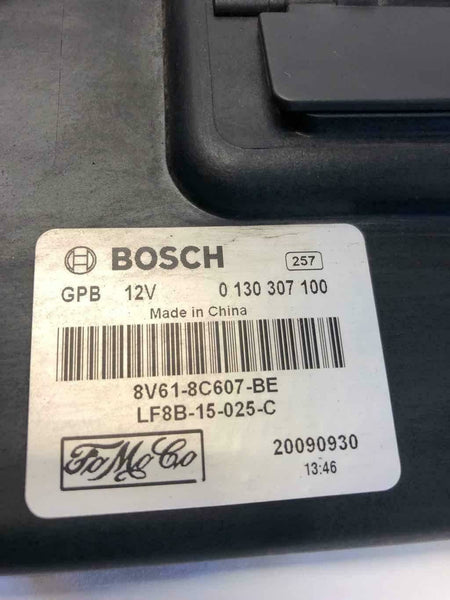 BOSCH 257
GPB 12V 0 130 307 100
Made in China
8V61-8C607-BE
LF8B-15-025-C
FoMoCo 20090930
13:46